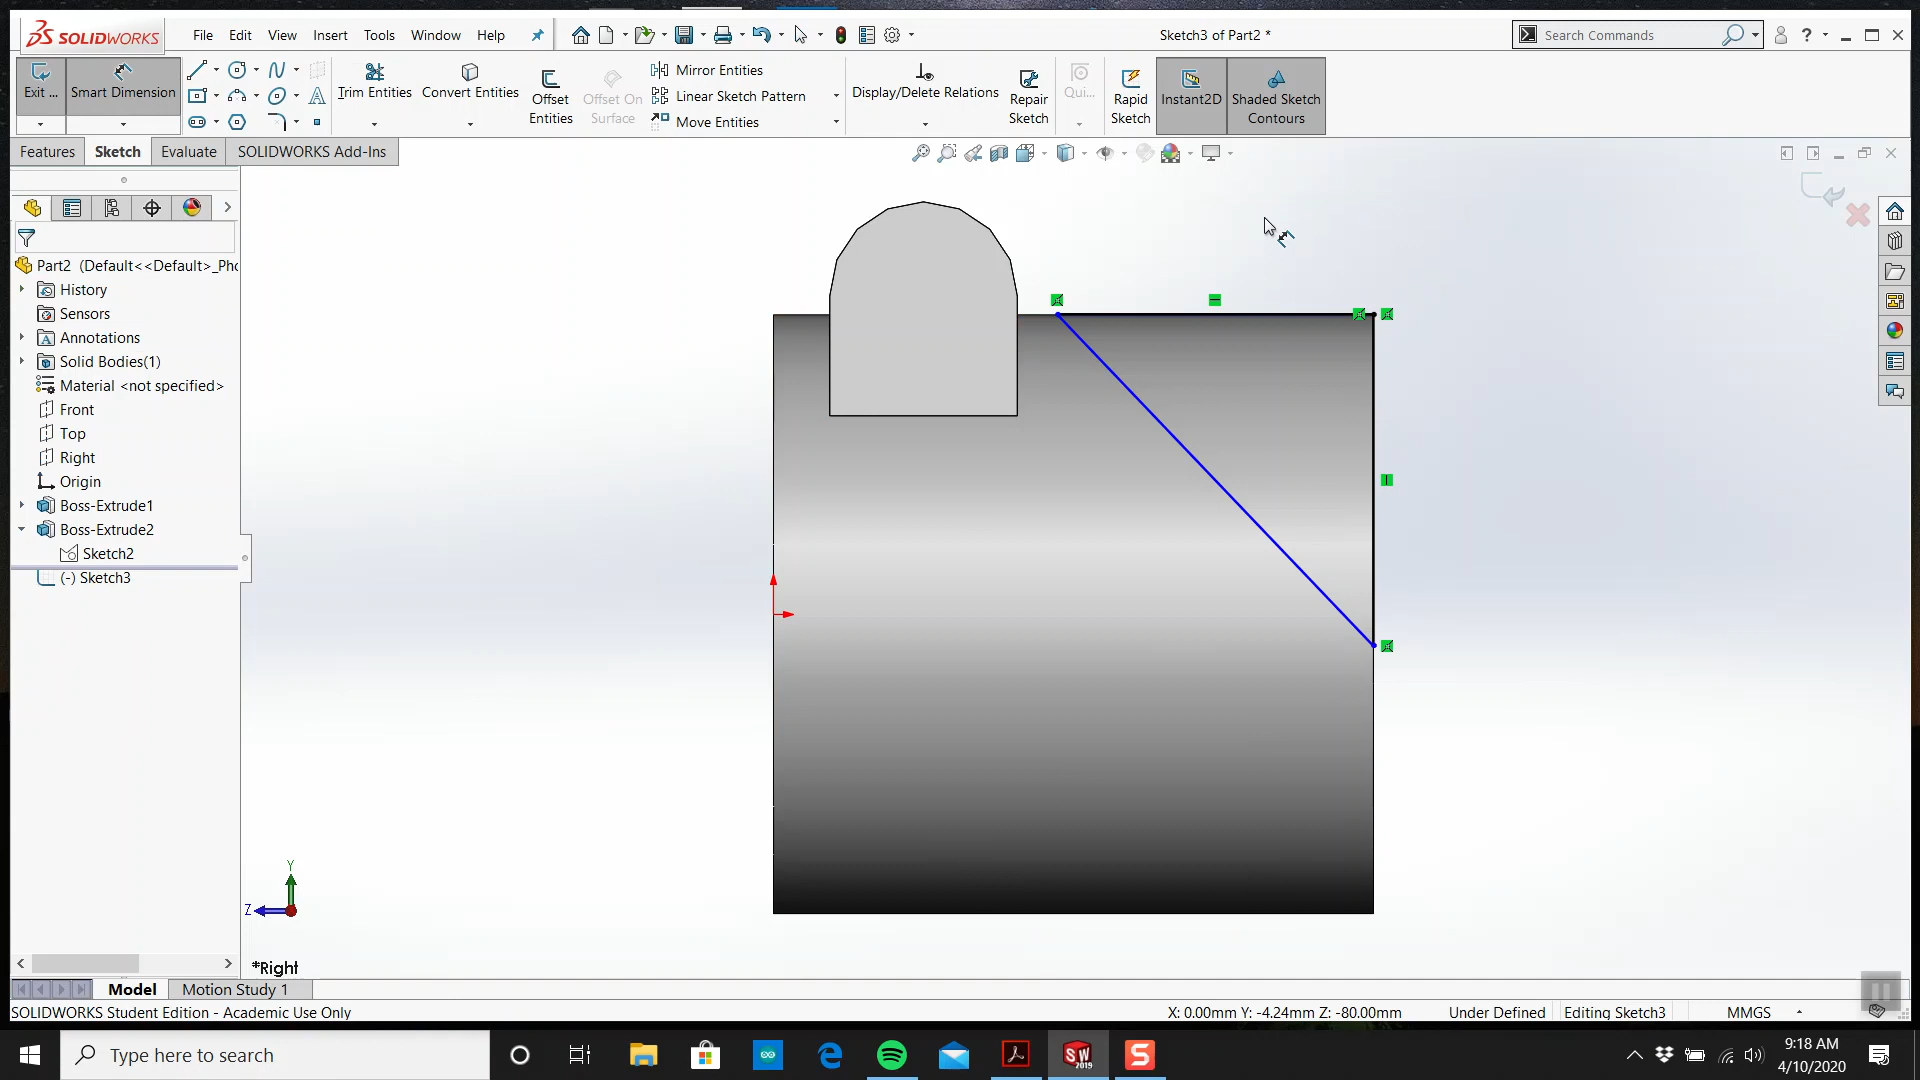 SOLIDWORKS File Edit View Insert Tools Window Help Sketch3 of Part2 * Search Commands ?
Exit ... Smart Dimension Trim Entities Convert Entities Offset Entities Offset On Surface Mirror Entities Linear Sketch Pattern Move Entities Display/Delete Relations Repair Sketch Qui... Rapid Sketch Instant2D Shaded Sketch Contours
Features Sketch Evaluate SOLIDWORKS Add-Ins
Part2 (Default<<Default>_Pho
History
Sensors
Annotations
Solid Bodies(1)
Material <not specified>
Front
Top
Right
Origin
Boss-Extrude1
Boss-Extrude2
Sketch2
(-) Sketch3
Y
Z
*Right
Model Motion Study 1
SOLIDWORKS Student Edition - Academic Use Only X: 0.00mm Y: -4.24mm Z: -80.00mm Under Defined Editing Sketch3 MMGS
Type here to search SW 2019 S 9:18 AM
4/10/2020